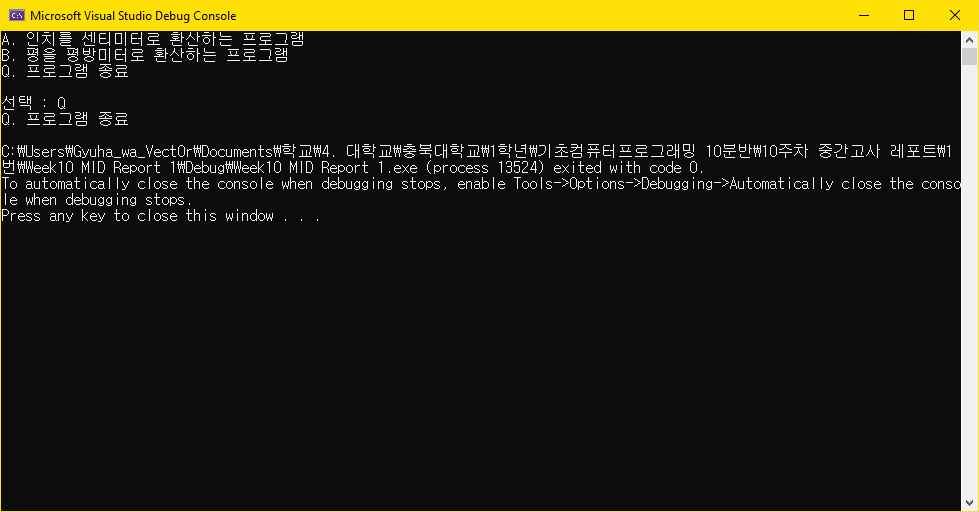 Microsoft Visual Studio Debug Console
A. 인치를 센티미터로 환산하는 프로그램
B. 평을 평방미터로 환산하는 프로그램
Q. 프로그램 종료
선택 : Q
Q. 프로그램 종료
C:₩Users₩Gyuha_wa_Vect0r₩Documents₩학교₩4. 대학교₩충북대학교₩1학년₩기초컴퓨터프로그래밍 10분반₩10주차 중간고사 레포트₩1
번₩Week10 MID Report 1₩Debug₩Week10 MID Report 1.exe (process 13524) exited with code 0.
To automatically close the console when debugging stops, enable Tools->Options->Debugging->Automatically close the conso
le when debugging stops.
Press any key to close this window . . .